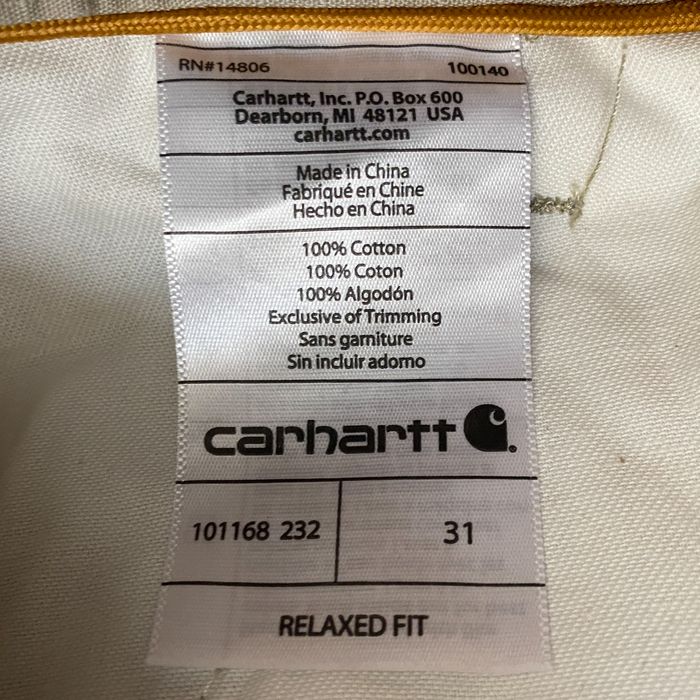 RN#14806 100140
Carhartt, Inc. P.O. Box 600
Dearborn, MI 48121 USA
carhartt.com
Made in China
Fabriqué en Chine
Hecho en China
100% Cotton
100% Coton
100% Algodón
Exclusive of Trimming
Sans garniture
Sin incluir adorno
carhartt
101168 232 31
RELAXED FIT